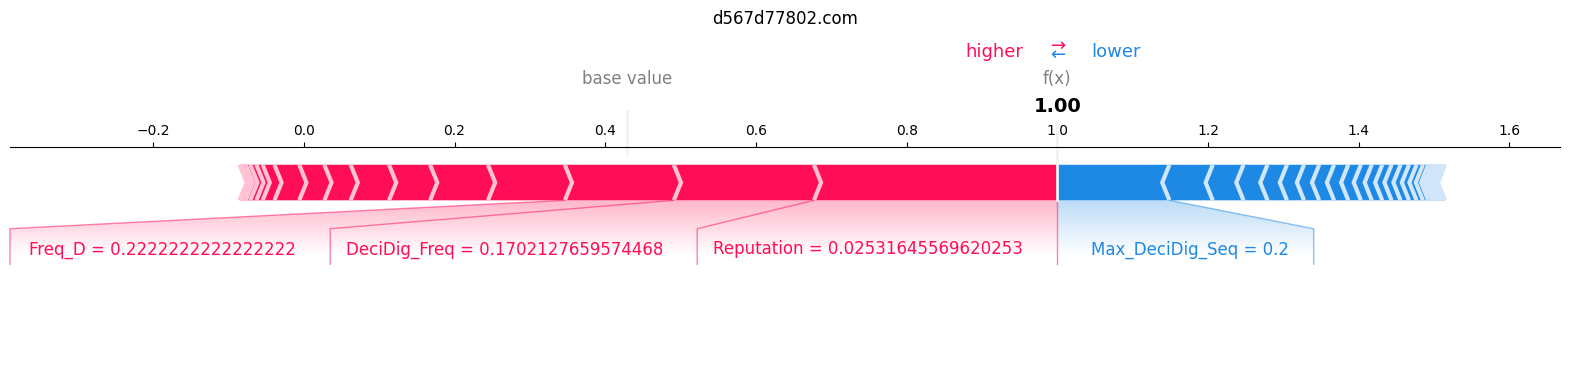 d567d77802.com
higher ⇄ lower
base value f(x)
1.00
−0.2 0.0 0.2 0.4 0.6 0.8 1.0 1.2 1.4 1.6
Freq_D = 0.2222222222222222 DeciDig_Freq = 0.1702127659574468 Reputation = 0.02531645569620253 Max_DeciDig_Seq = 0.2